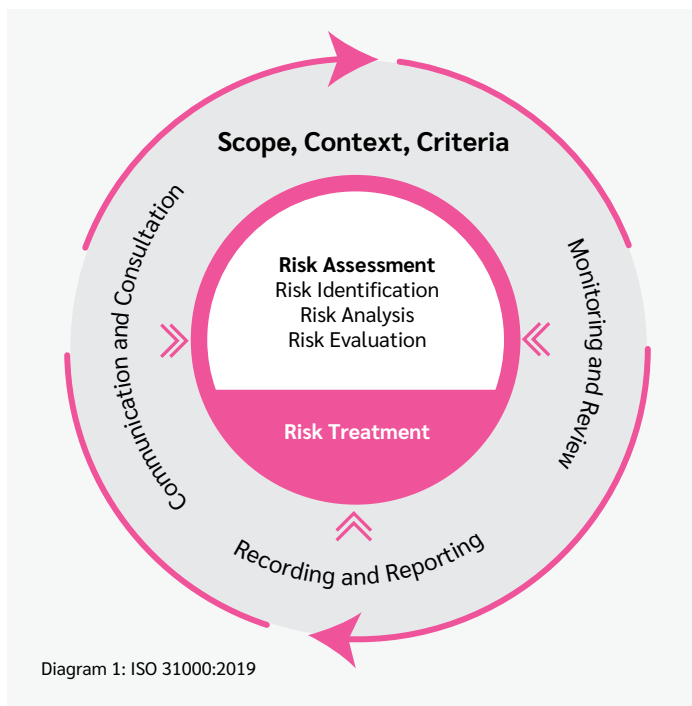 Scope, Context, Criteria
Communication and Consultation
Risk Assessment
Risk Identification
Risk Analysis
Risk Evaluation
Monitoring and Review
Risk Treatment
Recording and Reporting
Diagram 1: ISO 31000:2019